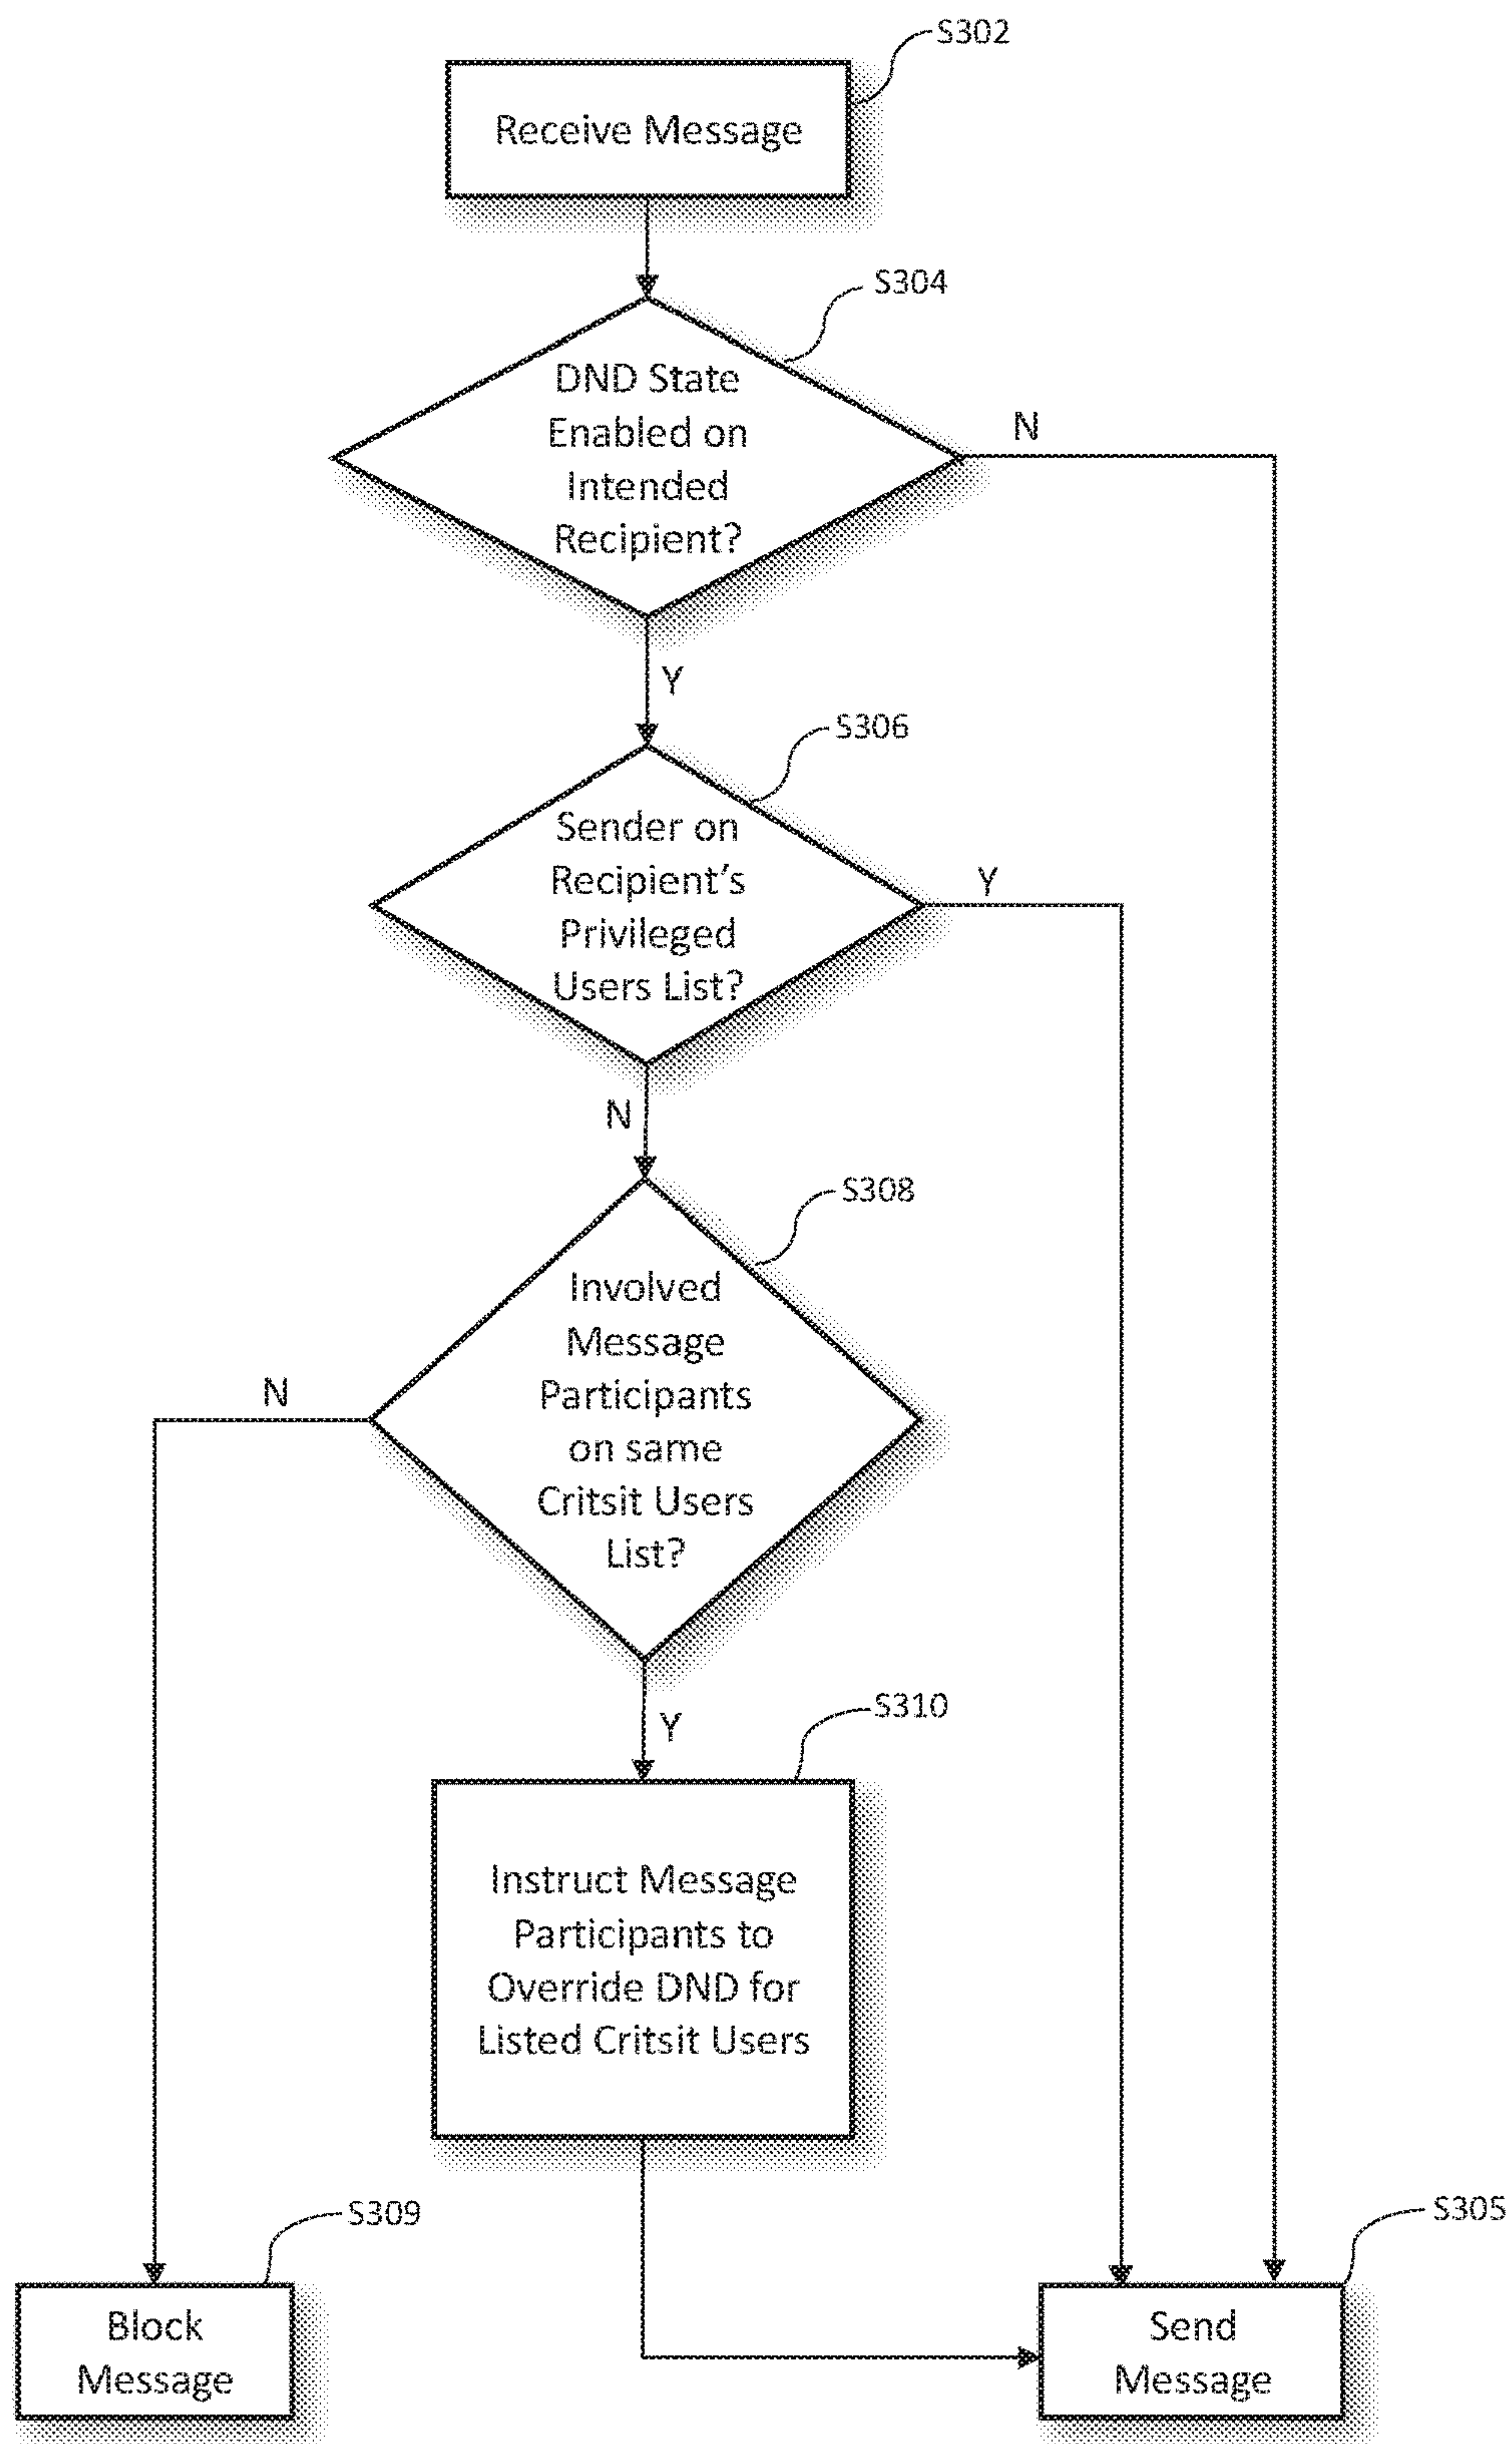 S302
Receive Message
S304
DND State
Enabled on
Intended
Recipient?
N
Y
S306
Sender on
Recipient's
Privileged
Users List?
Y
N
S308
Involved
Message
Participants
on same
Critsit Users
List?
N
Y
S310
Instruct Message
Participants to
Override DND for
Listed Critsit Users
S309
Block
Message
S305
Send
Message